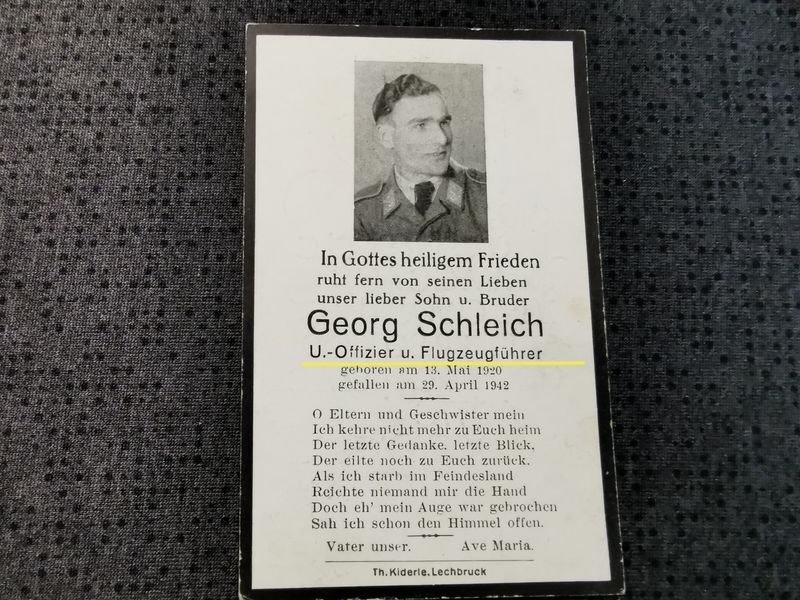 In Gottes heiligem Frieden
ruht fern von seinen Lieben
unser lieber Sohn u. Bruder
Georg Schleich
U.-Offizier u. Flugzeugführer
geboren am 13. Mai 1920
gefallen am 29. April 1942
O Eltern und Geschwister mein
Ich kehre nicht mehr zu Euch heim
Der letzte Gedanke, letzte Blick,
Der eilte noch zu Euch zurück.
Als ich starb im Feindesland
Reichte niemand mir die Hand
Doch eh' mein Auge war gebrochen
Sah ich schon den Himmel offen.
Vater unser. Ave Maria.
Th. Kiderle, Lechbruck